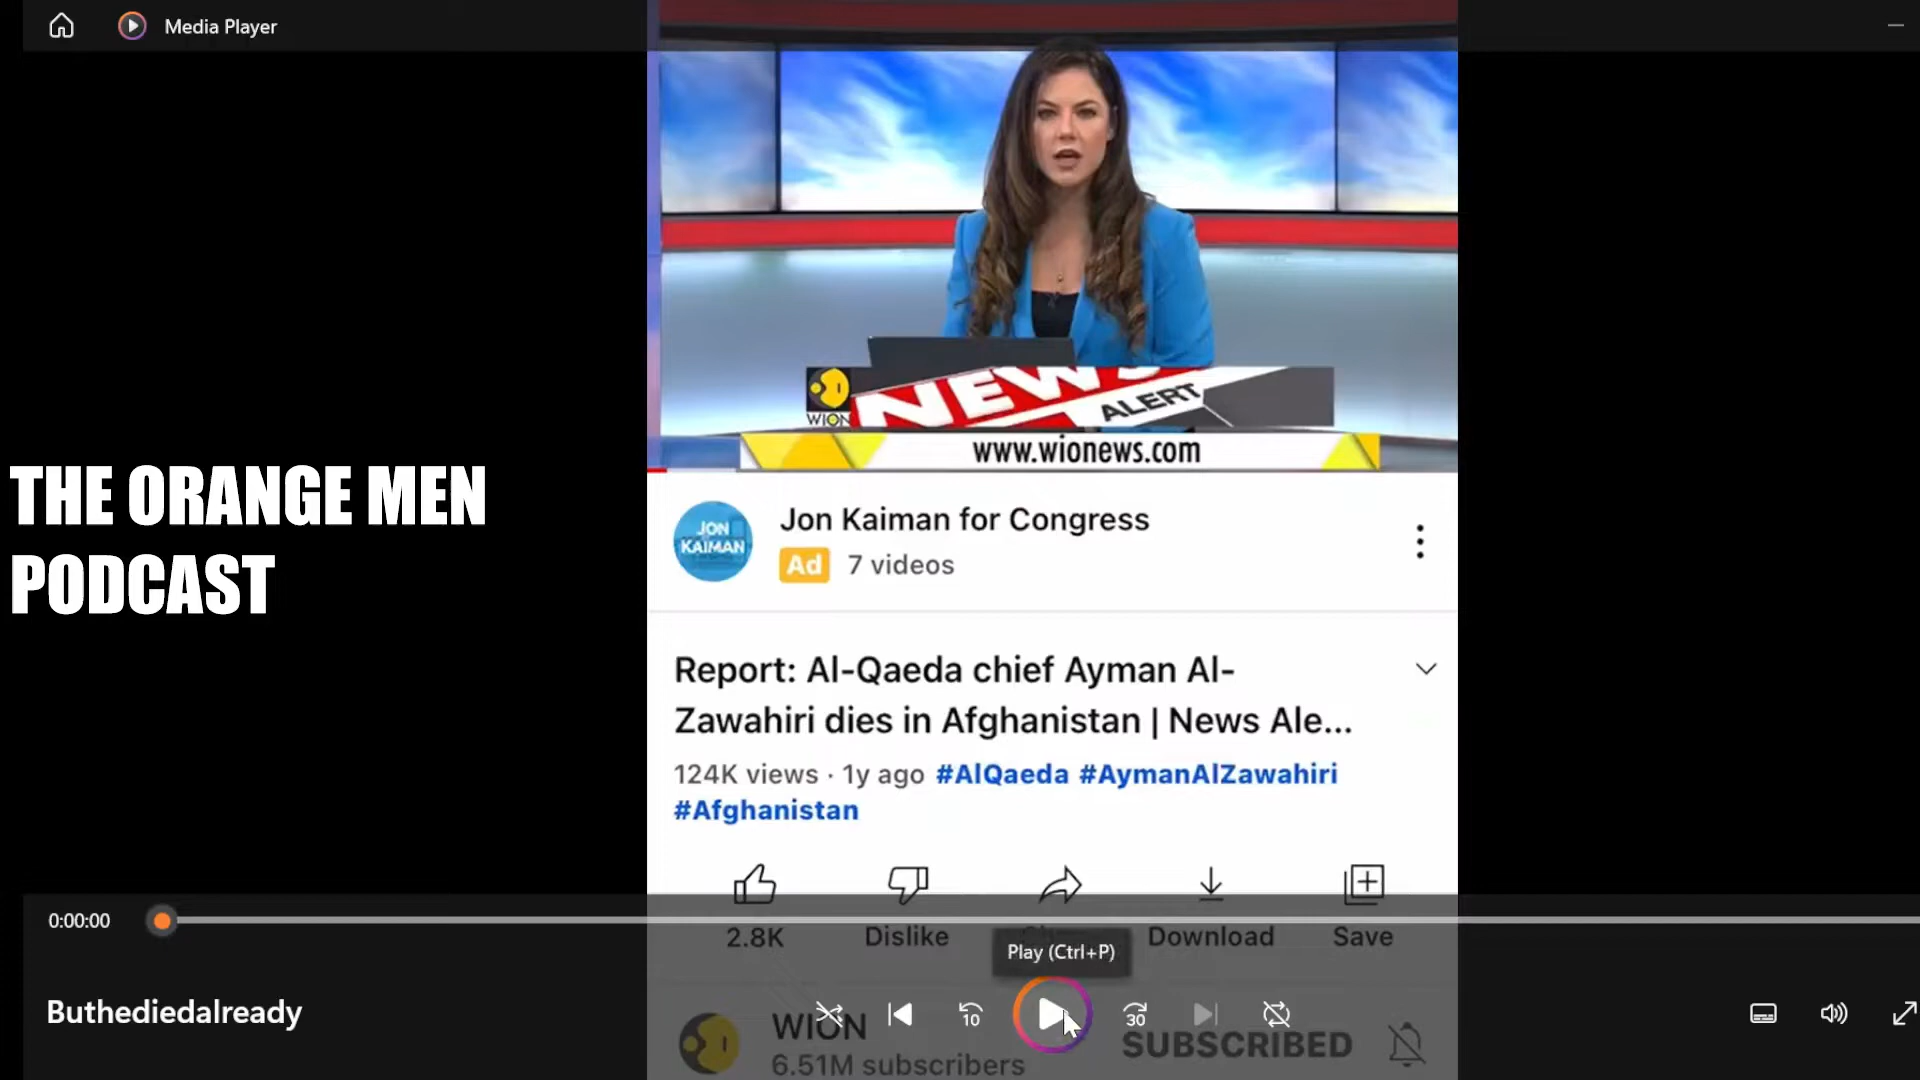 Media Player
NEWS
ALERT
WION
www.wionews.com
THE ORANGE MEN
PODCAST
JON
KAIMAN
Jon Kaiman for Congress
Ad 7 videos
Report: Al-Qaeda chief Ayman Al-
Zawahiri dies in Afghanistan | News Ale...
124K views · 1y ago #AlQaeda #AymanAlZawahiri
#Afghanistan
0:00:00
2.8K Dislike Download Save
Play (Ctrl+P)
Buthediedalready
10
30
WION
6.51M subscribers
SUBSCRIBED